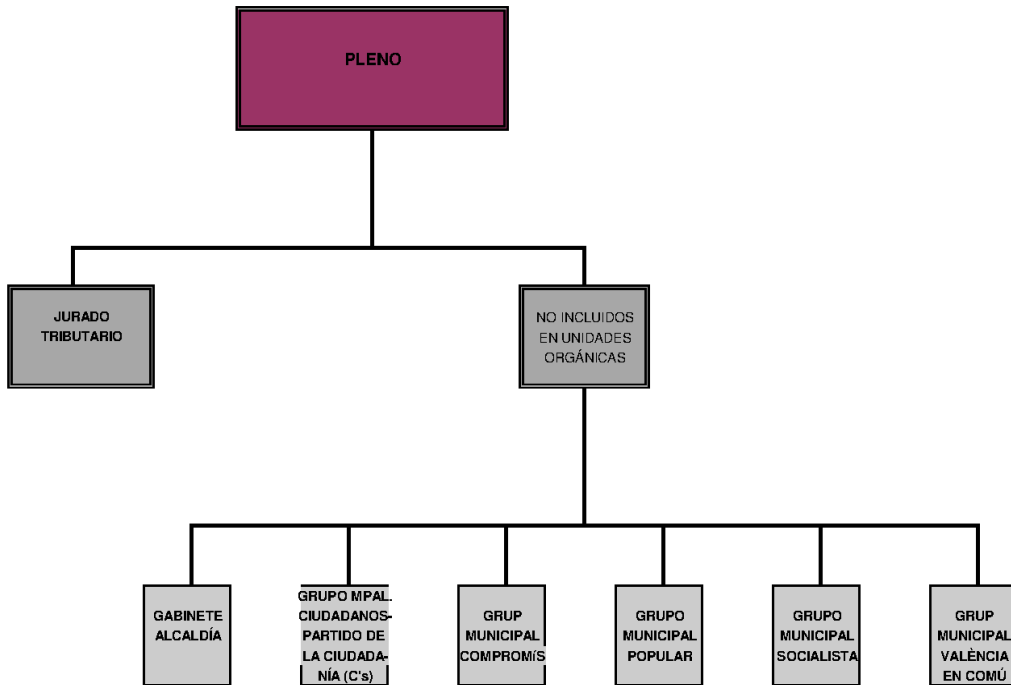 PLENO
JURADO
TRIBUTARIO
NO INCLUIDOS
EN UNIDADES
ORGÁNICAS
GABINETE
ALCALDÍA
GRUPO MPAL.
CIUDADANOS-
PARTIDO DE
LA CIUDADA-
NÍA (C's)
GRUP
MUNICIPAL
COMPROMíS
GRUPO
MUNICIPAL
POPULAR
GRUPO
MUNICIPAL
SOCIALISTA
GRUP
MUNICIPAL
VALÈNCIA
EN COMÚ